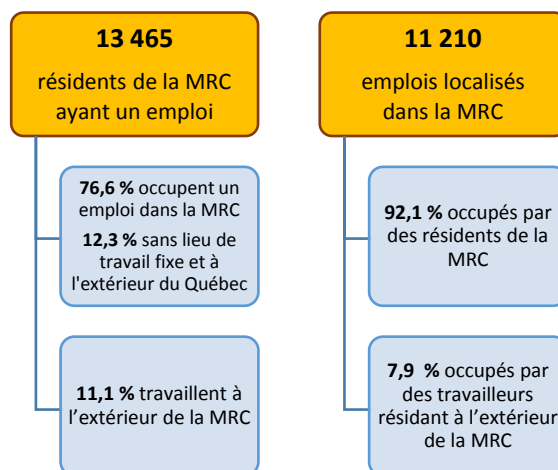 13 465
résidents de la MRC
ayant un emploi
76,6 % occupent un
emploi dans la MRC
12,3 % sans lieu de
travail fixe et à
l'extérieur du Québec
11,1 % travaillent à
l’extérieur de la MRC
11 210
emplois localisés
dans la MRC
92,1 % occupés par
des résidents de la
MRC
7,9 % occupés par
des travailleurs
résidant à l’extérieur
de la MRC